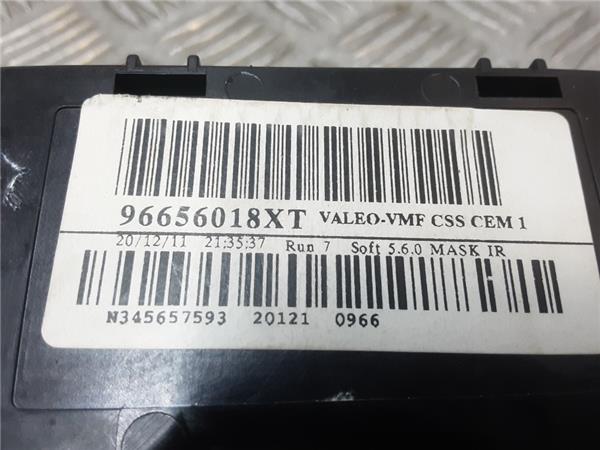 96656018XT VALEO-VMF CSS CEM 1
20/12/11 21:35:37 Run 7 Soft 5.6.0 MASK IR
N345657593 20121 0966